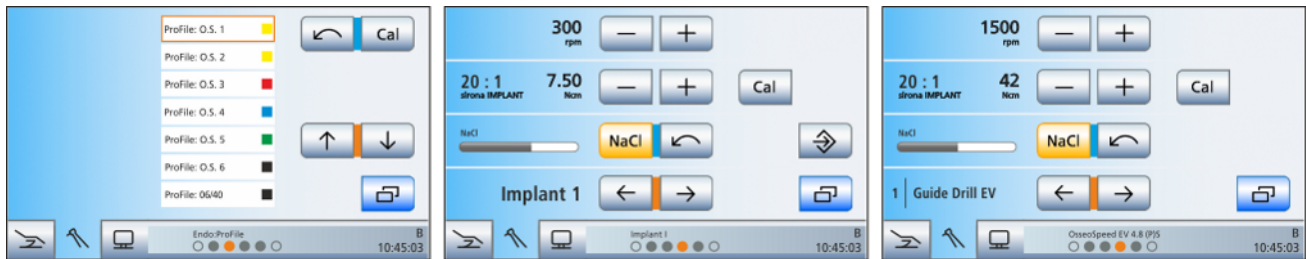 ProFile: O.S. 1
Cal
ProFile: O.S. 2
ProFile: O.S. 3
ProFile: O.S. 4
ProFile: O.S. 5
ProFile: O.S. 6
ProFile: 06/40
Endo:ProFile
B
10:45:03
300
rpm
20 : 1
7.50
sirona IMPLANT
Ncm
Cal
NaCl
NaCl
Implant 1
Implant I
B
10:45:03
1500
rpm
20 : 1
42
sirona IMPLANT
Ncm
Cal
NaCl
NaCl
1 | Guide Drill EV
OsseoSpeed EV 4.8 (P)S
B
10:45:03